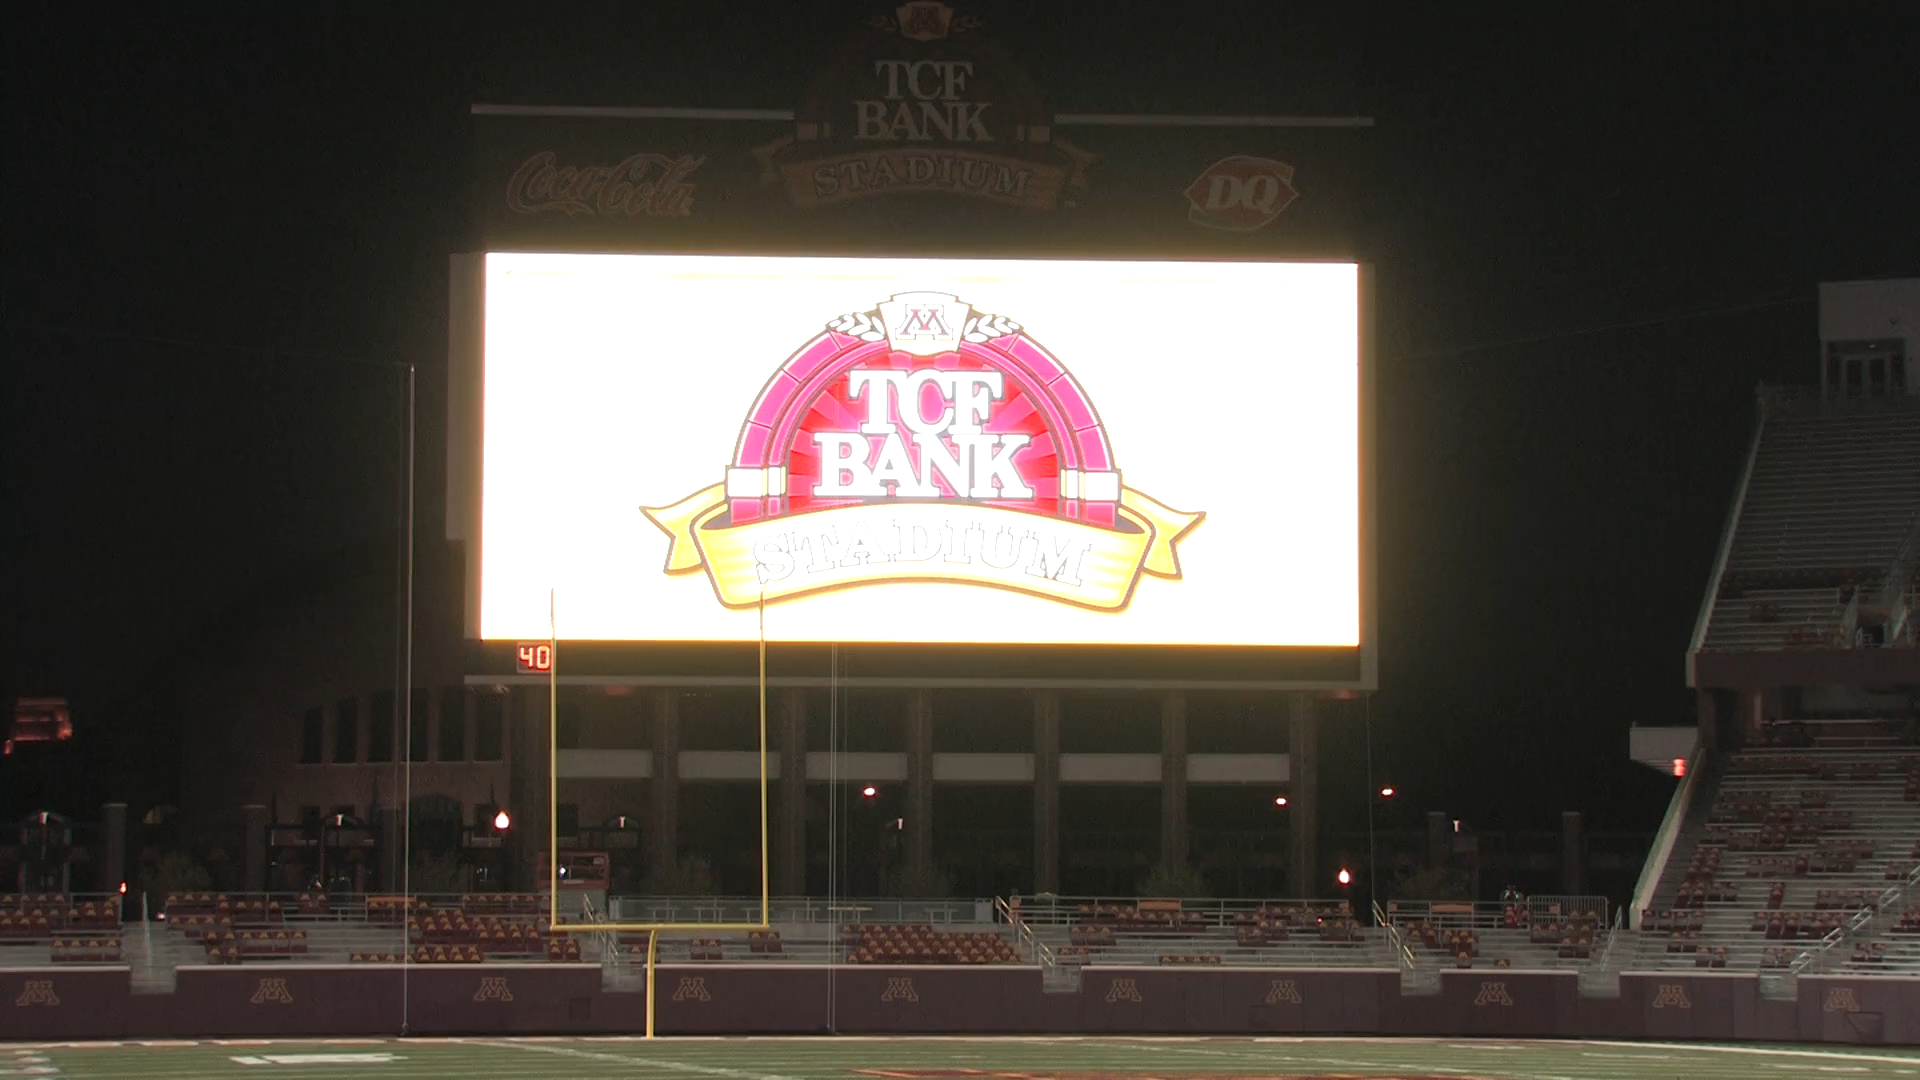 TCF
BANK
STADIUM
Coca-Cola
DQ
M
TCF
BANK
STADIUM
40